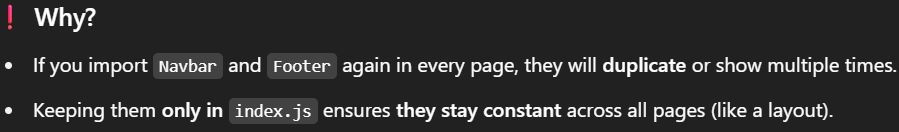 ❗ Why?
• If you import Navbar and Footer again in every page, they will duplicate or show multiple times.
• Keeping them only in index.js ensures they stay constant across all pages (like a layout).